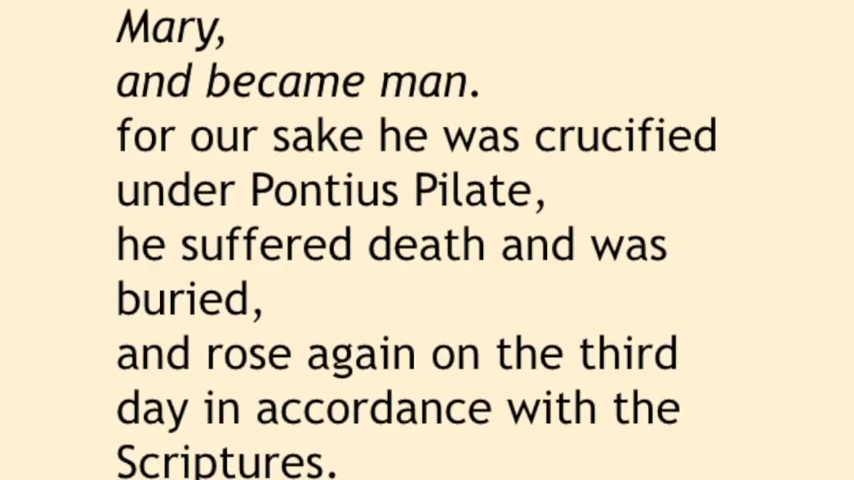 Mary,
and became man.
for our sake he was crucified
under Pontius Pilate,
he suffered death and was
buried,
and rose again on the third
day in accordance with the
Scriptures.